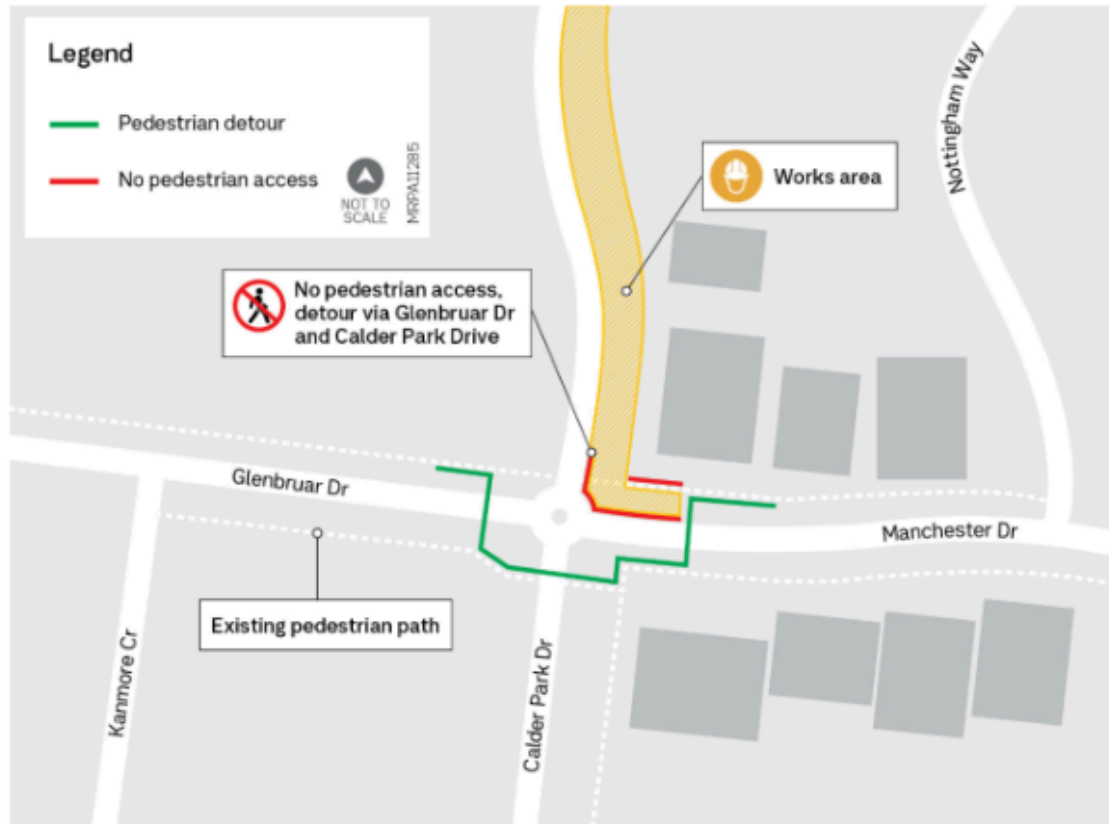 Legend
Pedestrian detour
No pedestrian access
NOT TO
SCALE
MRPA11285
Works area
No pedestrian access,
detour via Glenbruar Dr
and Calder Park Drive
Nottingham Way
Glenbruar Dr
Manchester Dr
Existing pedestrian path
Kanmore Cr
Calder Park Dr